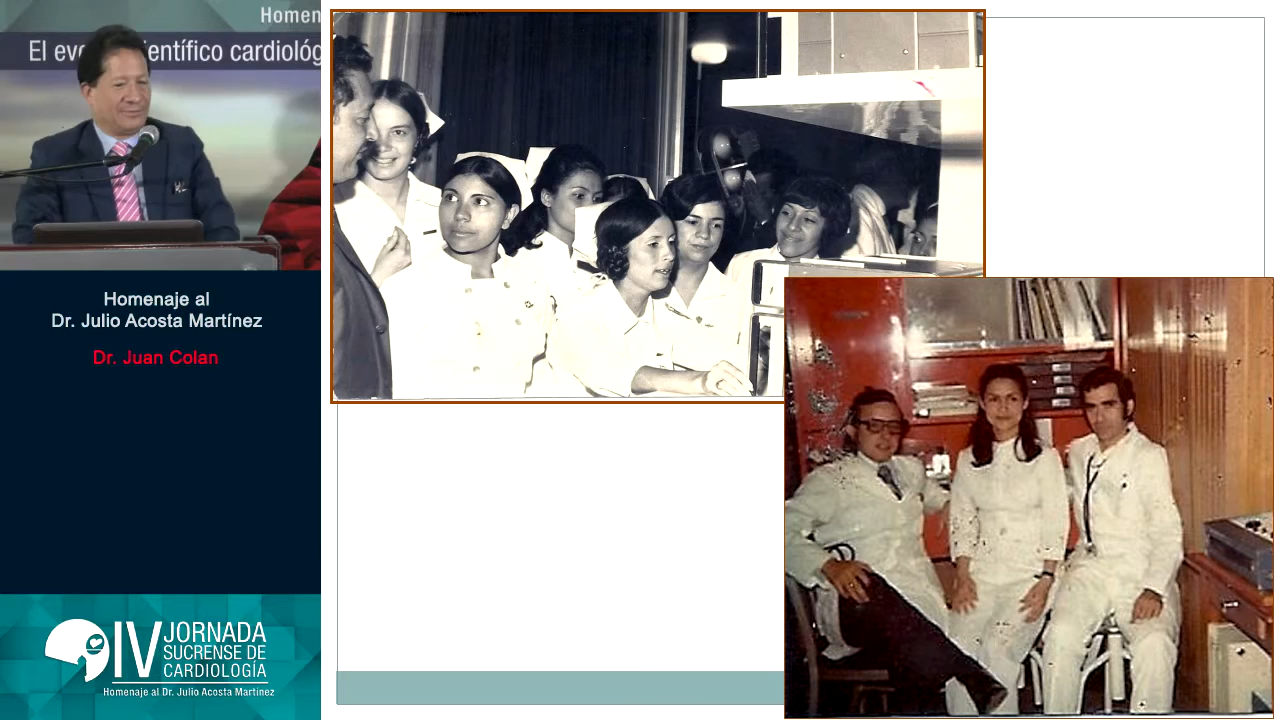 Homen
El eve ientífico cardiológ
Homenaje al
Dr. Julio Acosta Martínez
Dr. Juan Colan
IV JORNADA
SUCRENSE DE
CARDIOLOGÍA
Homenaje al Dr. Julio Acosta Martínez